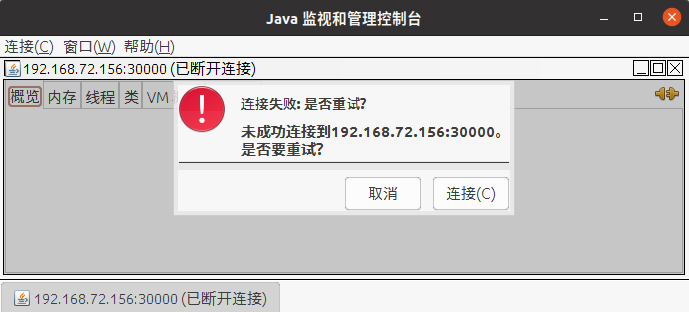 Java 监视和管理控制台
连接(C) 窗口(W) 帮助(H)
192.168.72.156:30000 (已断开连接)
概览 内存 线程 类 VM
连接失败: 是否重试?
未成功连接到192.168.72.156:30000。
是否要重试?
取消 连接(C)
192.168.72.156:30000 (已断开连接)